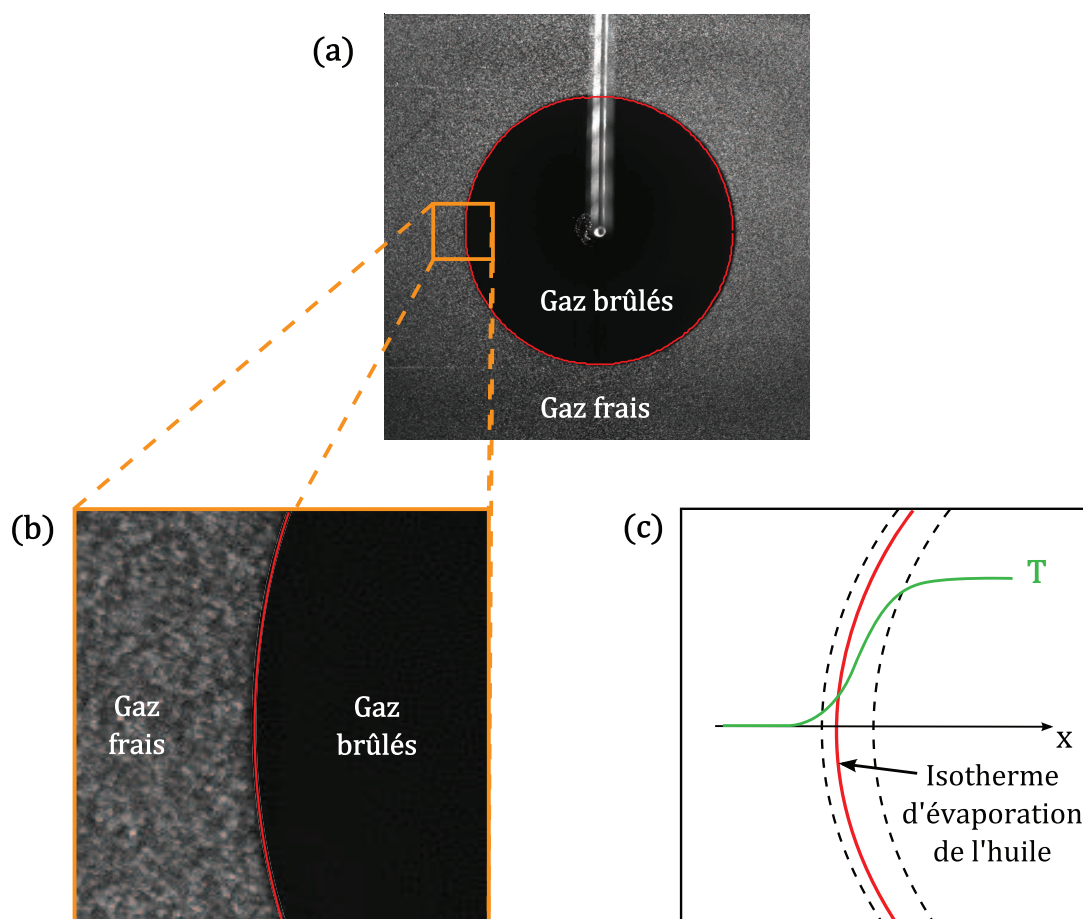 (a)
Gaz brûlés
Gaz frais
(b)
Gaz
frais
Gaz
brûlés
(c)
T
x
Isotherme
d'évaporation
de l'huile